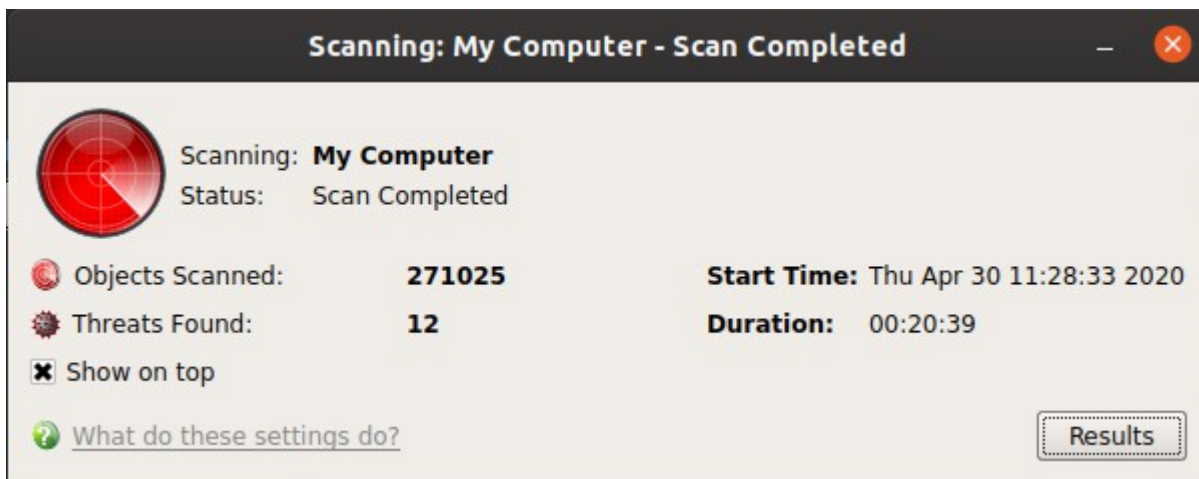 Scanning: My Computer - Scan Completed
Scanning: My Computer
Status: Scan Completed
Objects Scanned: 271025 Start Time: Thu Apr 30 11:28:33 2020
Threats Found: 12 Duration: 00:20:39
Show on top
What do these settings do? Results